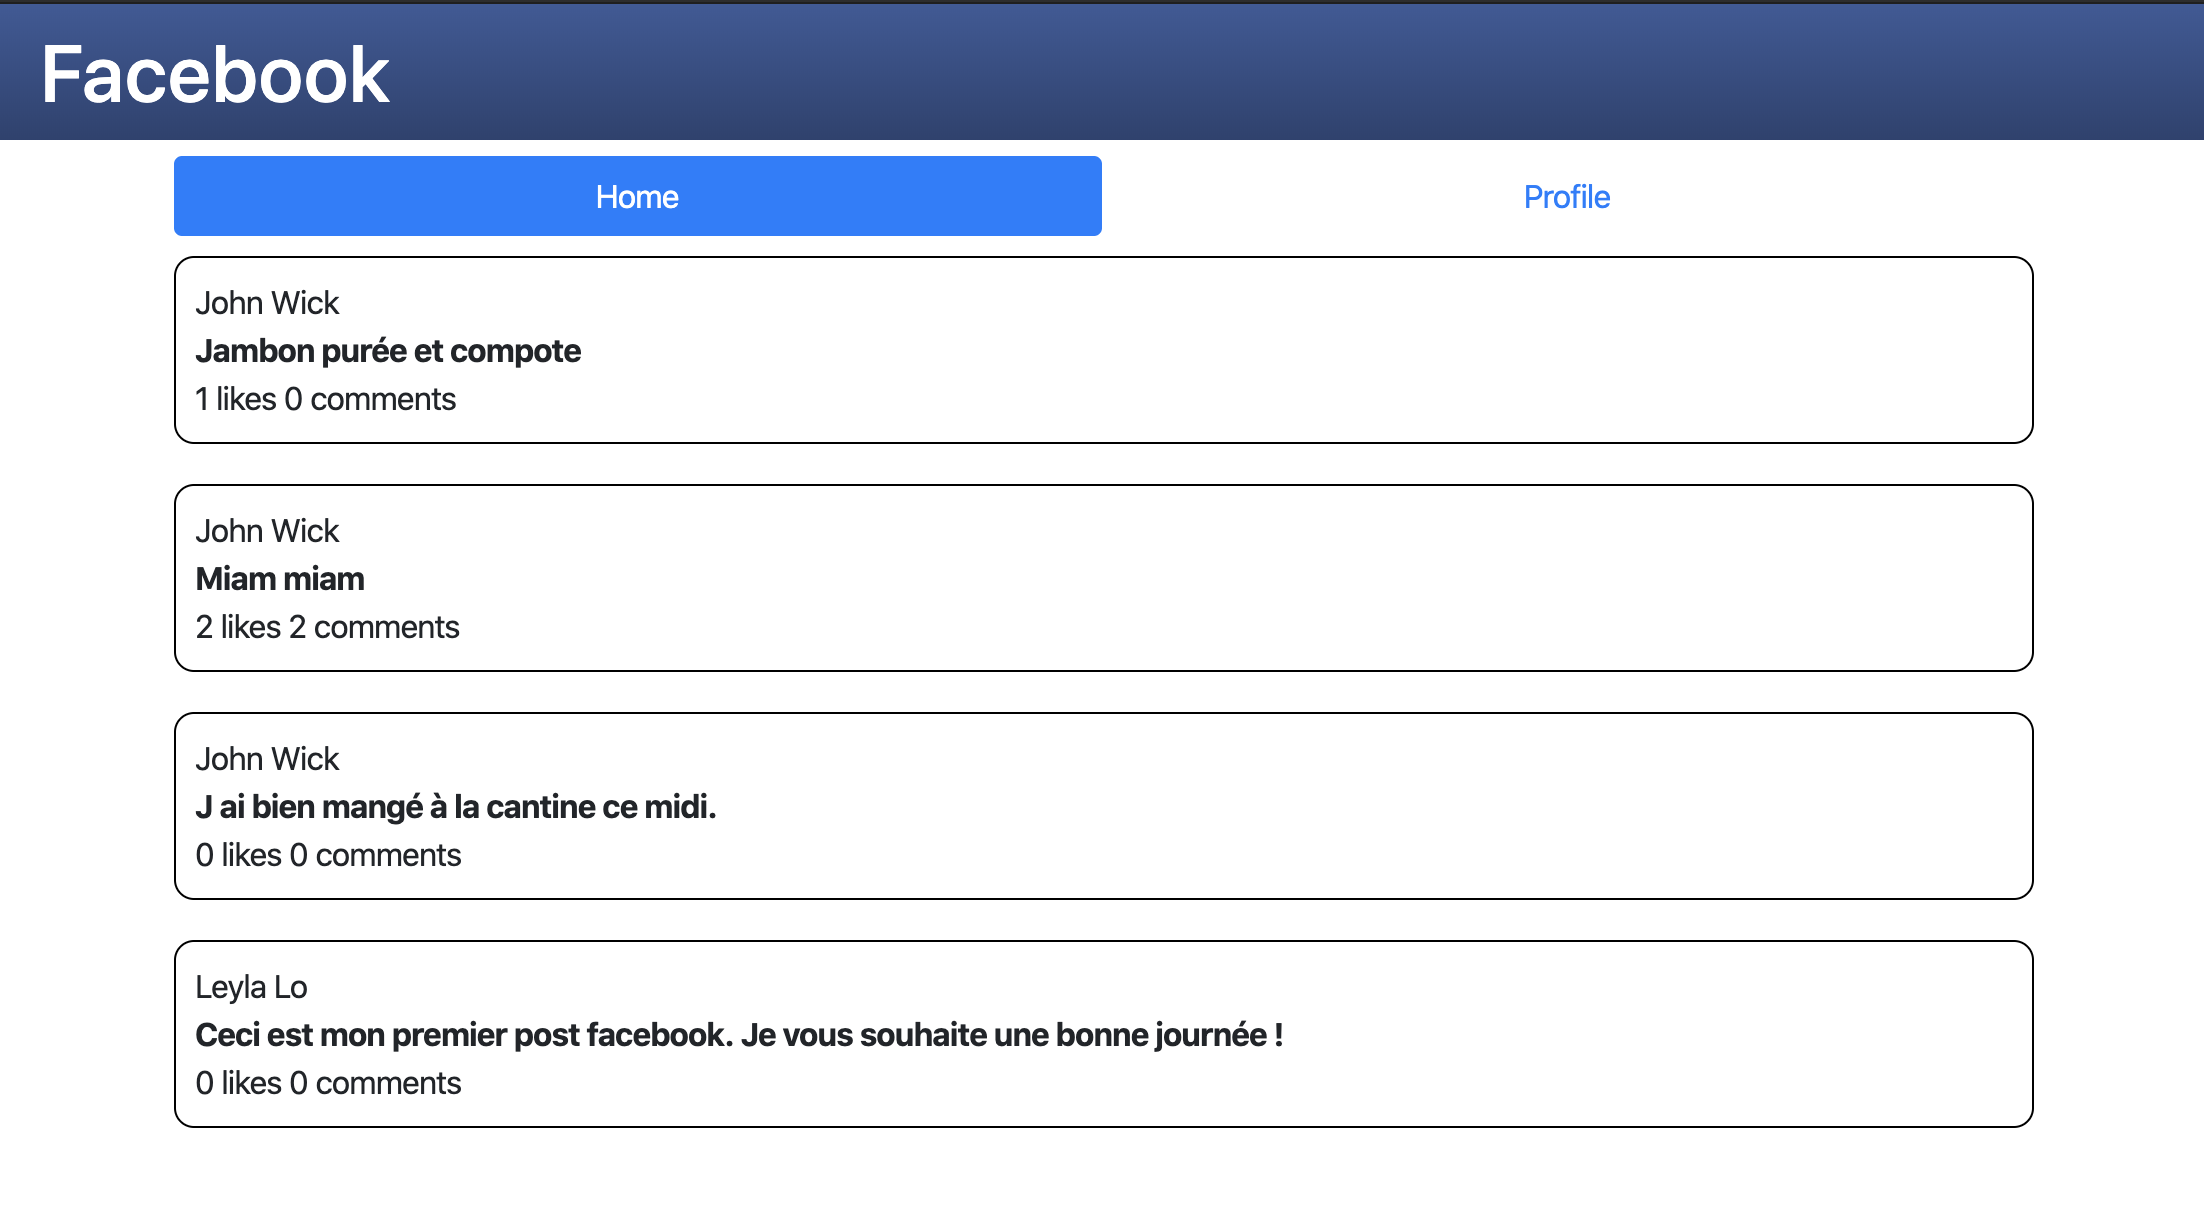 Facebook
Home
Profile
John Wick
Jambon purée et compote
1 likes 0 comments
John Wick
Miam miam
2 likes 2 comments
John Wick
J ai bien mangé à la cantine ce midi.
0 likes 0 comments
Leyla Lo
Ceci est mon premier post facebook. Je vous souhaite une bonne journée !
0 likes 0 comments